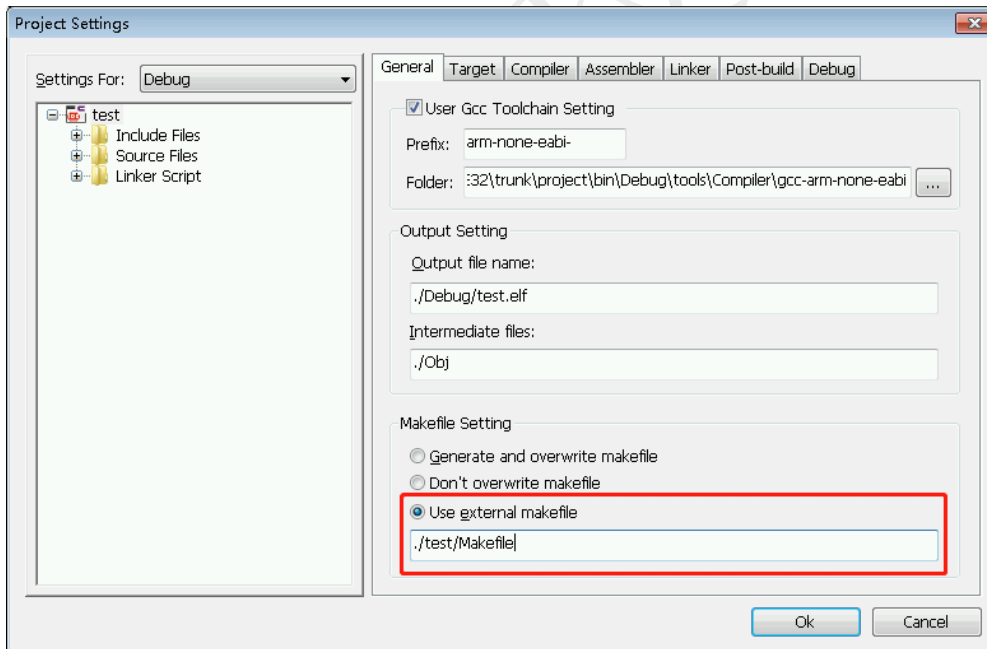 Project Settings
Settings For: Debug
test
Include Files
Source Files
Linker Script
General Target Compiler Assembler Linker Post-build Debug
User Gcc Toolchain Setting
Prefix: arm-none-eabi-
Folder: :32\trunk\project\bin\Debug\tools\Compiler\gcc-arm-none-eabi ...
Output Setting
Output file name:
./Debug/test.elf
Intermediate files:
./Obj
Makefile Setting
Generate and overwrite makefile
Don't overwrite makefile
Use external makefile
./test/Makefile
Ok Cancel